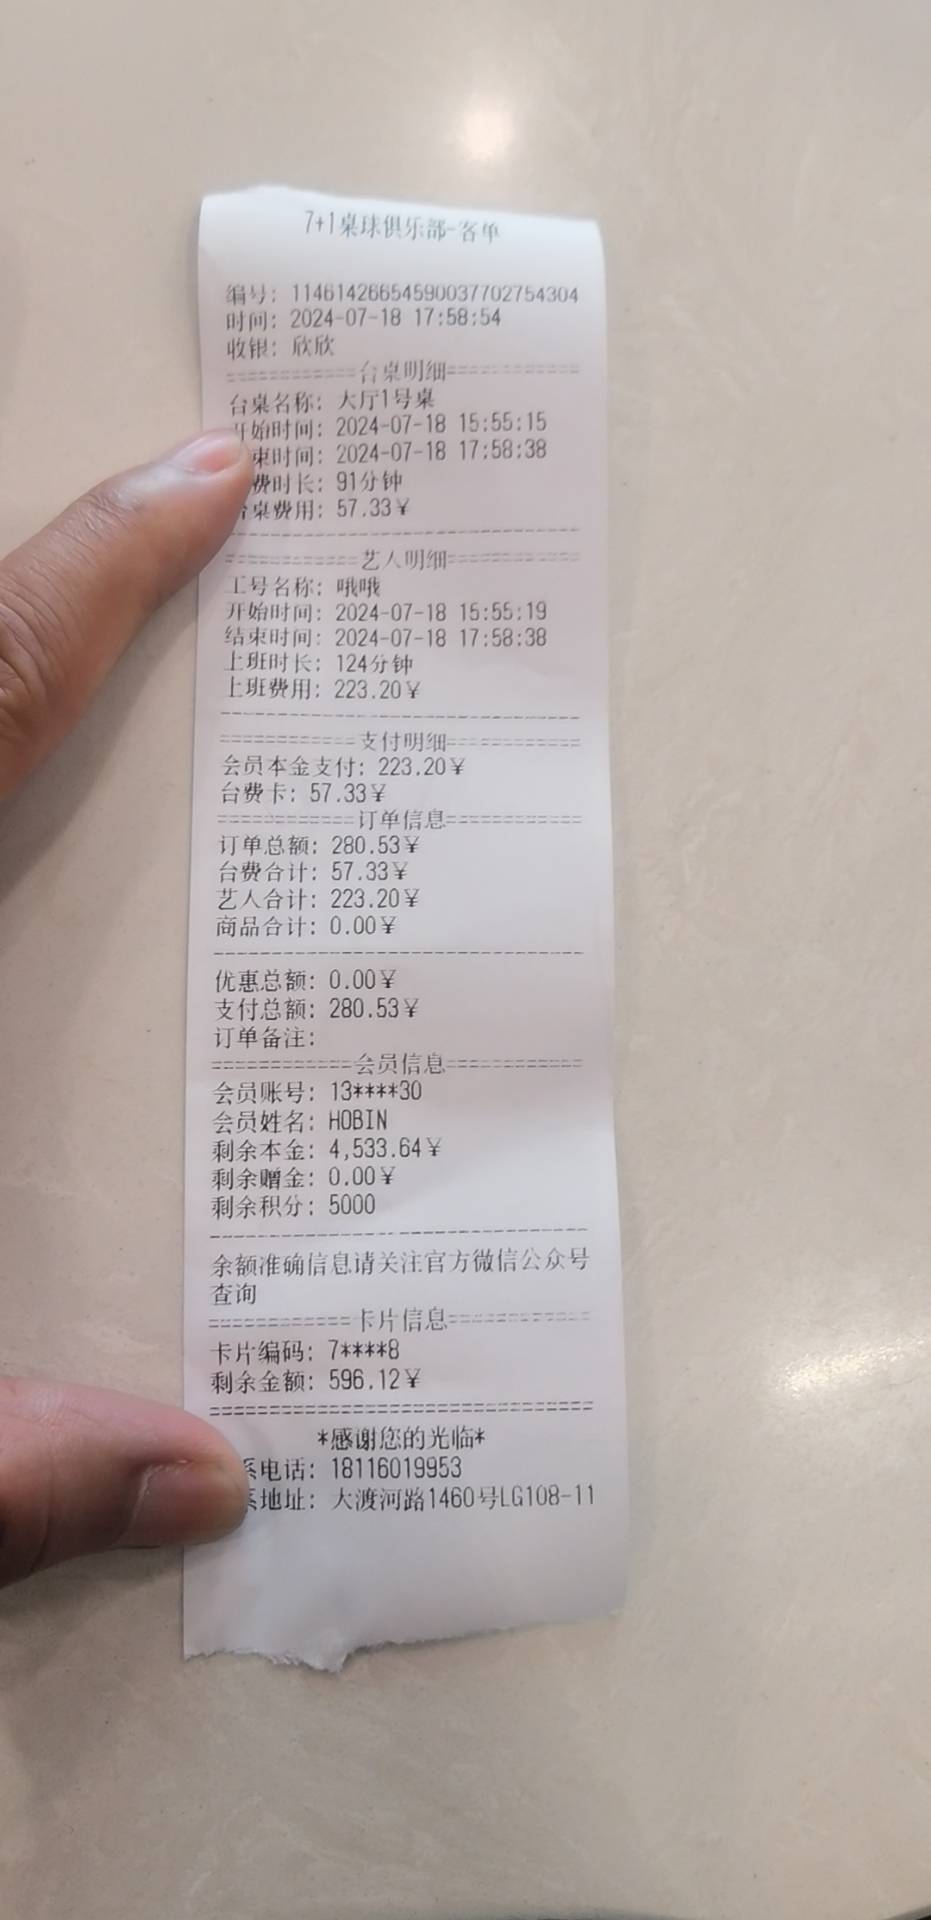 7+1桌球俱乐部-客单
编号: 11461426654590037702754304
时间: 2024-07-18 17:58:54
收银: 欣欣
============台桌明细============
台桌名称: 大厅1号桌
开始时间: 2024-07-18 15:55:15
束时间: 2024-07-18 17:58:38
费时长: 91分钟
台桌费用: 57.33¥
============艺人明细============
工号名称: 哦哦
开始时间: 2024-07-18 15:55:19
结束时间: 2024-07-18 17:58:38
上班时长: 124分钟
上班费用: 223.20¥
============支付明细============
会员本金支付: 223.20¥
台费卡: 57.33¥
============订单信息============
订单总额: 280.53¥
台费合计: 57.33¥
艺人合计: 223.20¥
商品合计: 0.00¥
优惠总额: 0.00¥
支付总额: 280.53¥
订单备注:
============会员信息============
会员账号: 13****30
会员姓名: HOBIN
剩余本金: 4,533.64¥
剩余赠金: 0.00¥
剩余积分: 5000
余额准确信息请关注官方微信公众号
查询
============卡片信息============
卡片编码: 7****8
剩余金额: 596.12¥
*感谢您的光临*
系电话: 18116019953
系地址: 大渡河路1460号LG108-11